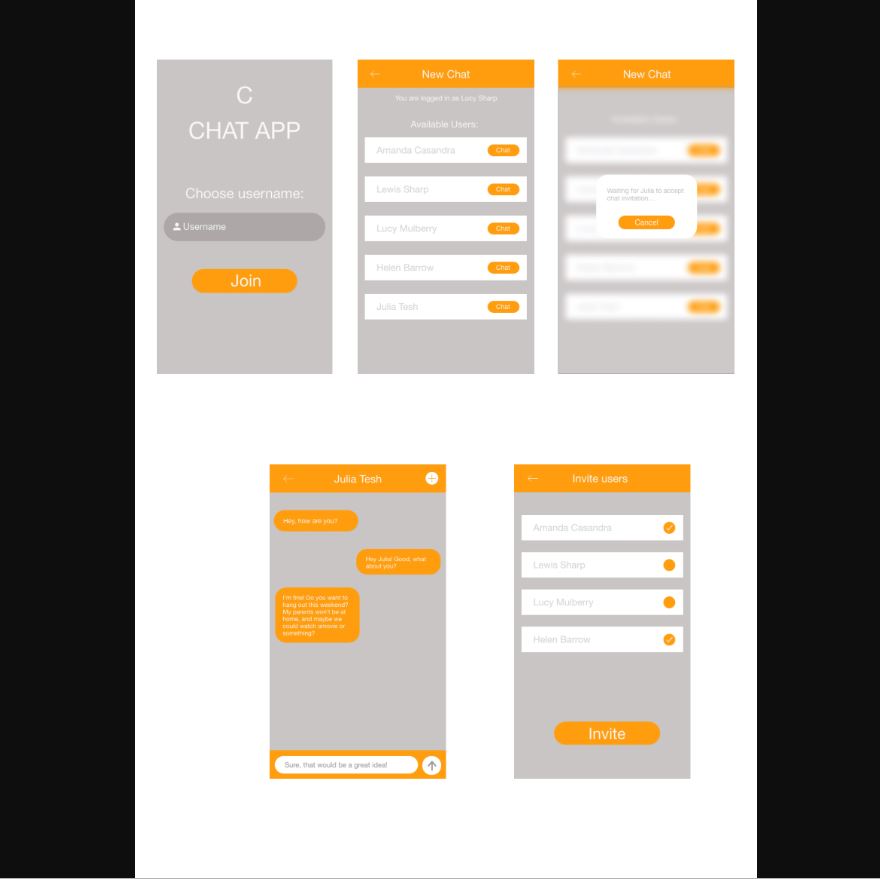 C
CHAT APP
Choose username:
Username
Join
New Chat
You are logged in as Lucy Sharp
Available Users:
Amanda Casandra
Chat
Lewis Sharp
Chat
Lucy Mulberry
Chat
Helen Barrow
Chat
Julia Tesh
Chat
New Chat
Waiting for Julia to accept
chat invitation...
Cancel
Julia Tesh
Hey, how are you?
Hey Julia! Good, what
about you?
I'm fine! Do you want to
hang out this weekend?
My parents won't be at
home, and maybe we
could watch a movie or
something?
Sure, that would be a great idea!
Invite users
Amanda Casandra
Lewis Sharp
Lucy Mulberry
Helen Barrow
Invite